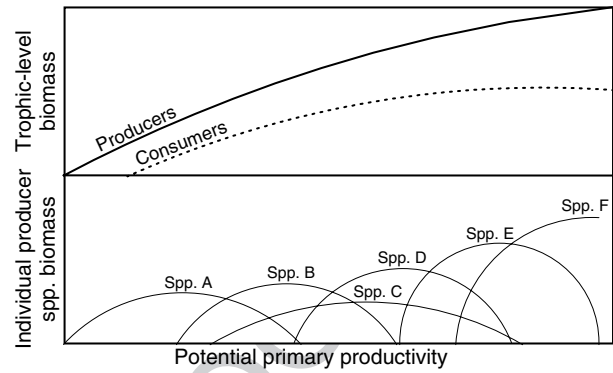 Trophic-level
biomass
Producers
Consumers
Individual producer
spp. biomass
Spp. A
Spp. B
Spp. C
Spp. D
Spp. E
Spp. F
Potential primary productivity